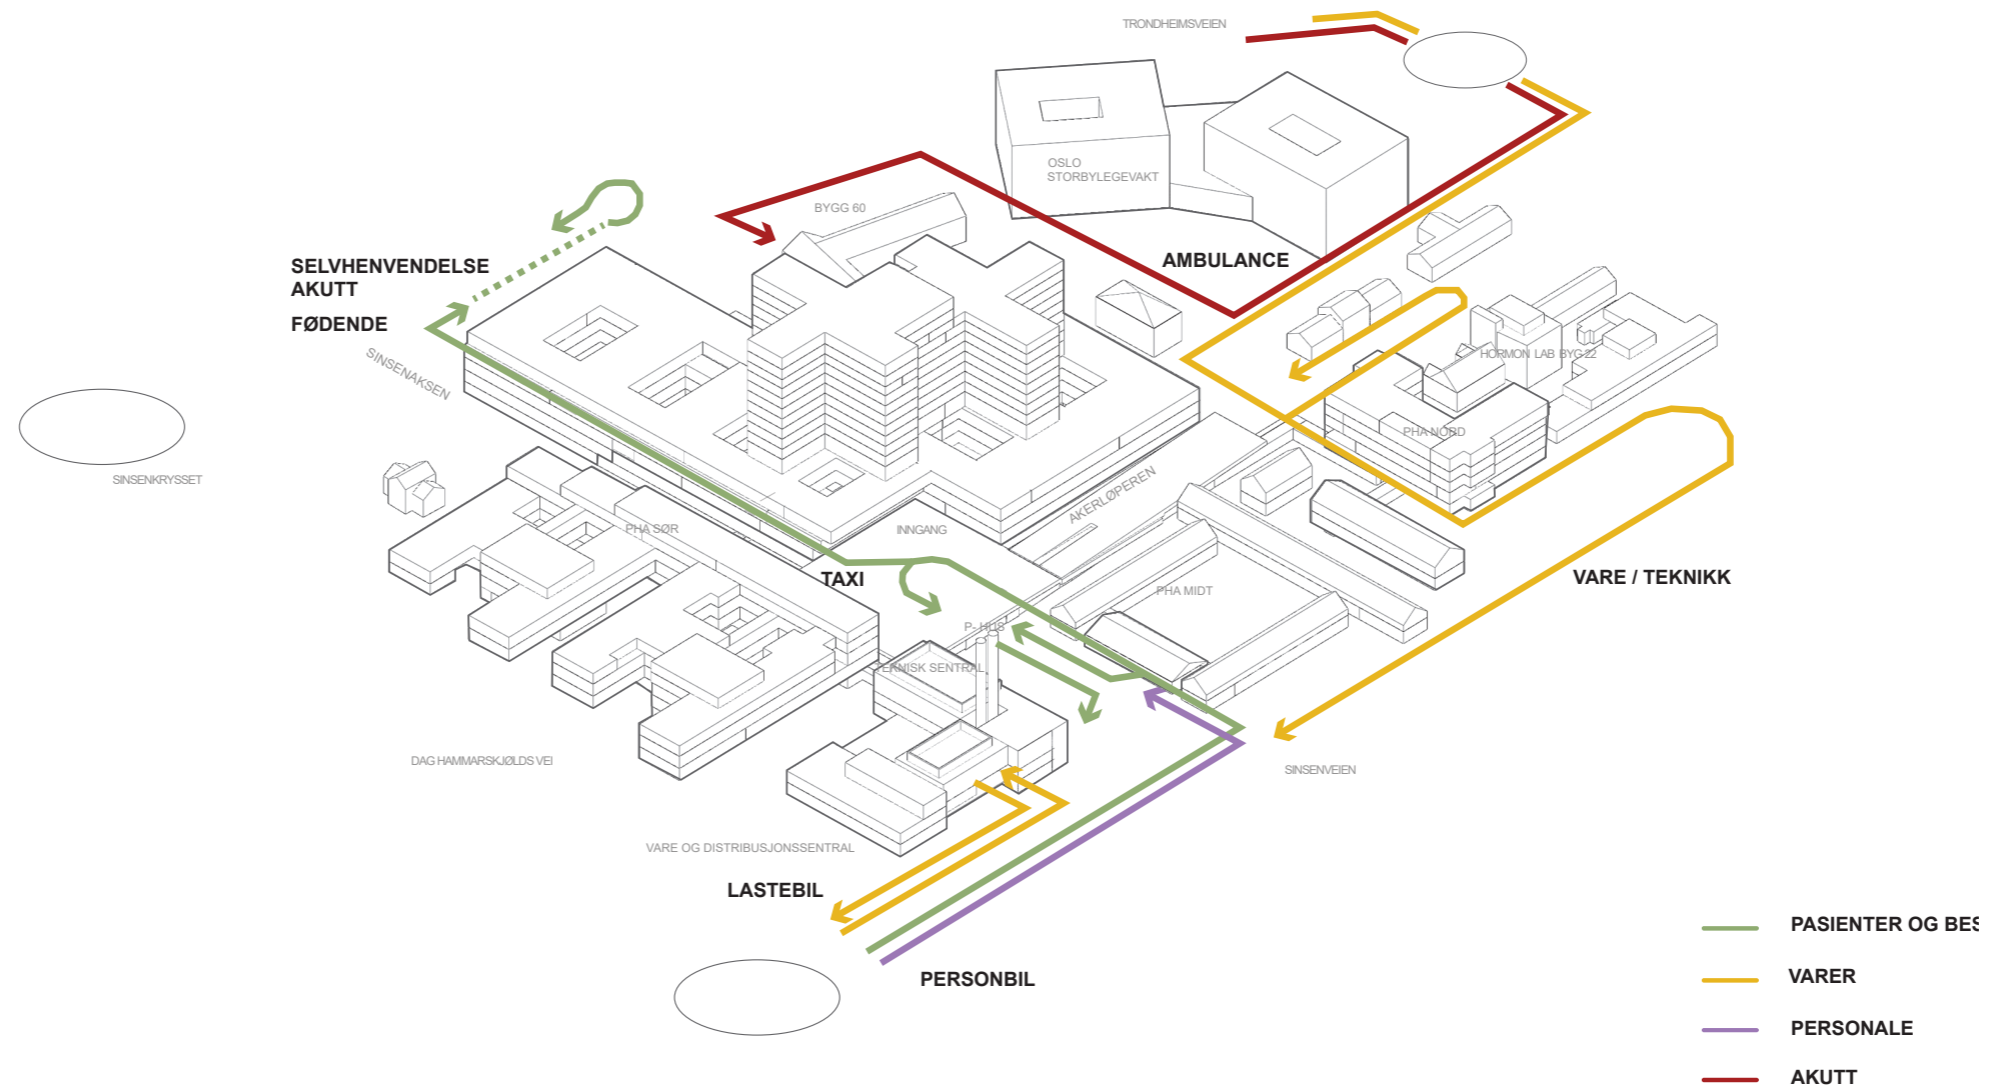 TRONDHEIMSVEIEN
OSLO
STORBYLEGEVAKT
BYGG 60
AMBULANCE
SELVHENVENDELSE
AKUTT
FØDENDE
SINSENAKSEN
HORMON LAB BYG 22
PHA NORD
SINSENKRYSSET
AKERLØPEREN
PHA SØR
INNGANG
TAXI
VARE / TEKNIKK
PHA MIDT
P- HUS
TEKNISK SENTRAL
DAG HAMMARSKJØLDS VEI
SINSENVEIEN
VARE OG DISTRIBUSJONSSENTRAL
LASTEBIL
PERSONBIL
PASIENTER OG BES
VARER
PERSONALE
AKUTT